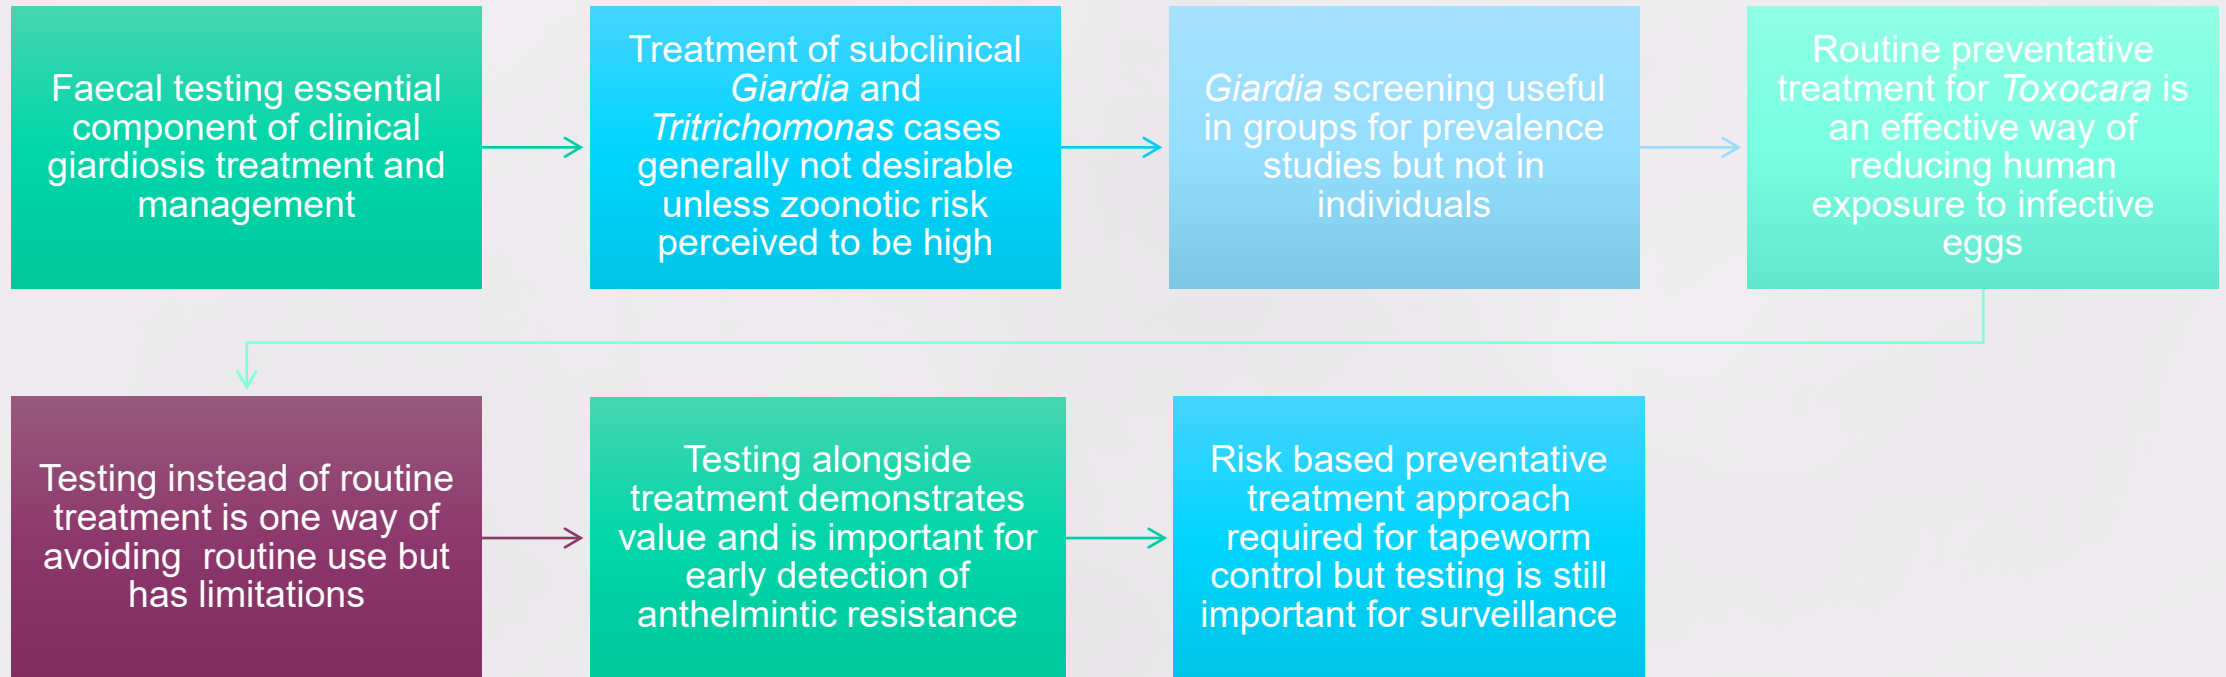 Faecal testing essential
component of clinical
giardiosis treatment and
management
Treatment of subclinical
Giardia and
Tritrichomonas cases
generally not desirable
unless zoonotic risk
perceived to be high
Giardia screening useful
in groups for prevalence
studies but not in
individuals
Routine preventative
treatment for Toxocara is
an effective way of
reducing human
exposure to infective
eggs
Testing instead of routine
treatment is one way of
avoiding  routine use but
has limitations
Testing alongside
treatment demonstrates
value and is important for
early detection of
anthelmintic resistance
Risk based preventative
treatment approach
required for tapeworm
control but testing is still
important for surveillance